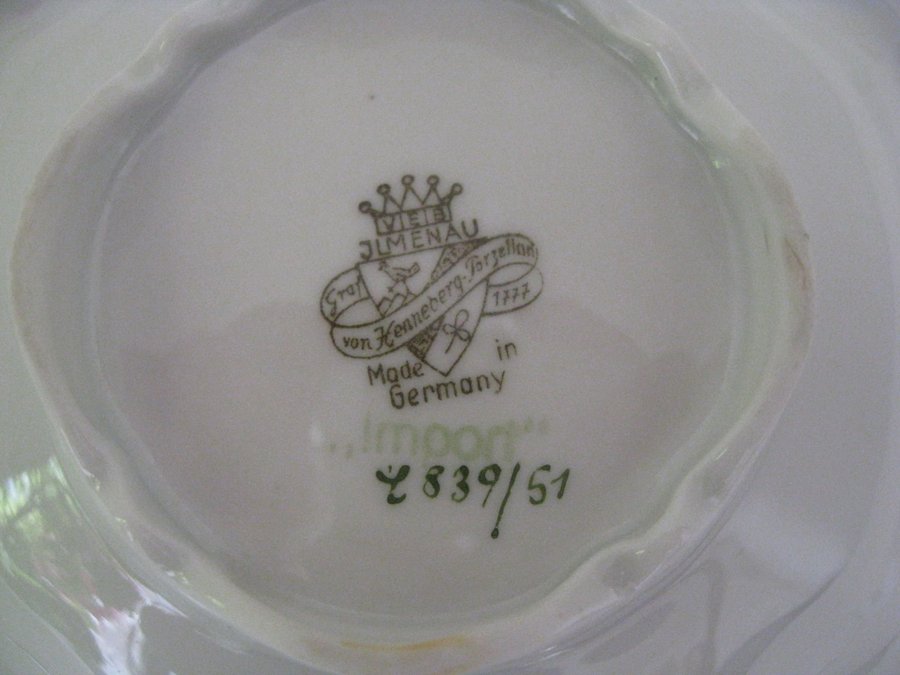 VEB
JLMENAU
Graf
von Henneberg-Porzellan
1777
Made in
Germany
„Import“
839/51